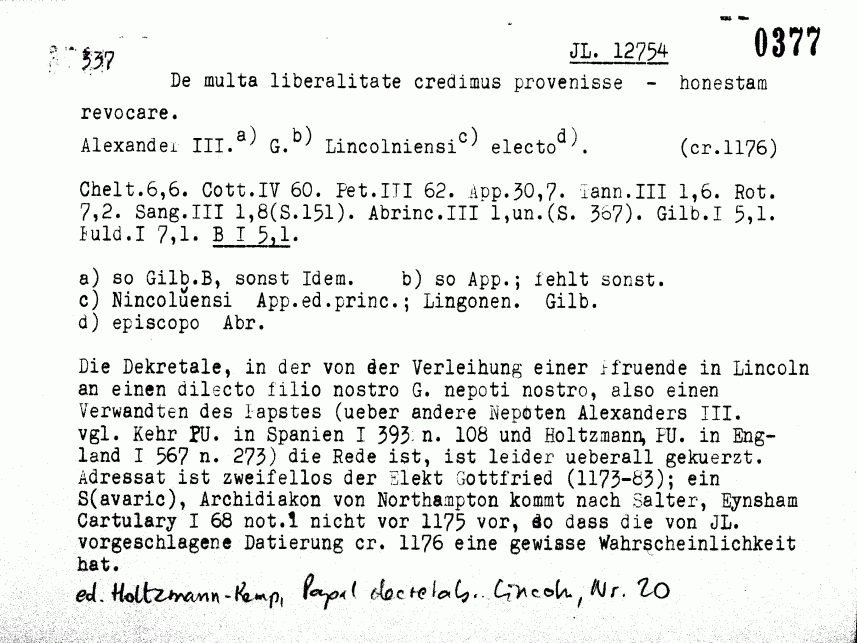 0377
337 JL. 12754
De multa liberalitate credimus provenisse - honestam
revocare.
Alexander III.a) G.b) Lincolniensic) electod). (cr.1176)
Chelt.6,6. Cott.IV 60. Pet.III 62. App.30,7. Tann.III 1,6. Rot.
7,2. Sang.III 1,8(S.151). Abrinc.III 1,un.(S. 367). Gilb.I 5,1.
Fuld.I 7,1. B I 5,1.
a) so Gilb.B, sonst Idem. b) so App.; fehlt sonst.
c) Nincolŭensi App.ed.princ.; Lingonen. Gilb.
d) episcopo Abr.
Die Dekretale, in der von der Verleihung einer Pfruende in Lincoln
an einen dilecto filio nostro G. nepoti nostro, also einen
Verwandten des Papstes (ueber andere Nepoten Alexanders III.
vgl. Kehr PU. in Spanien I 393 n. 108 und Holtzmann, PU. in Eng-
land I 567 n. 273) die Rede ist, ist leider ueberall gekuerzt.
Adressat ist zweifellos der Elekt Gottfried (1173-83); ein
S(avaric), Archidiakon von Northampton kommt nach Salter, Eynsham
Cartulary I 68 not.1 nicht vor 1175 vor, so dass die von JL.
vorgeschlagene Datierung cr. 1176 eine gewisse Wahrscheinlichkeit
hat.
ed. Holtzmann-Kemp, Papal decretals.. Lincoln, Nr. 20